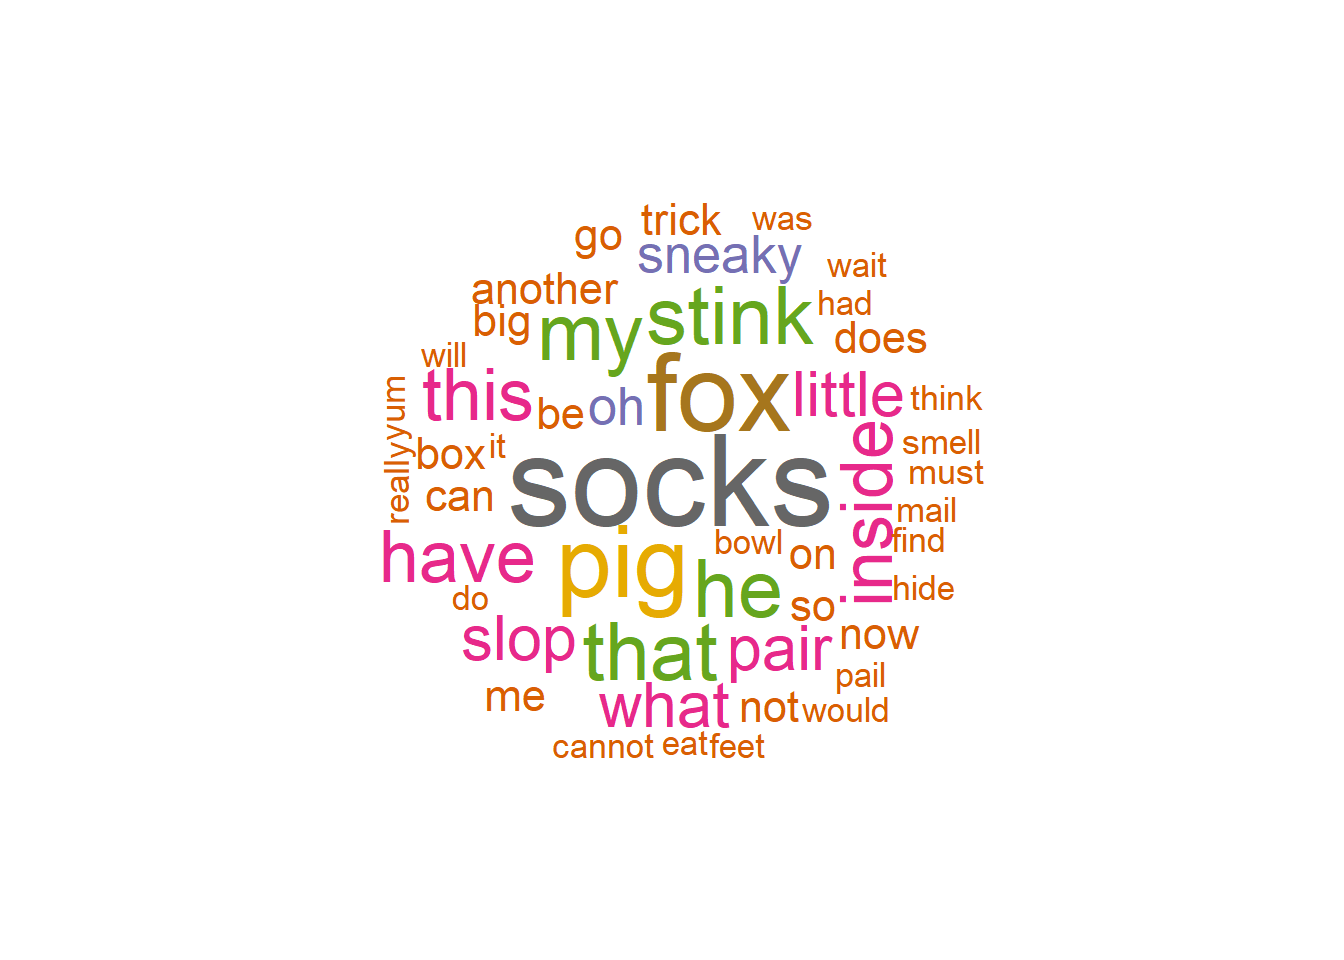 trick was
go sneaky
wait
another stink had
big my does
will
this be oh fox little think
yum
box it socks smell
really inside must
can mail
bowl find
have pig he on
do so hide
slop that pair now
pail
me what not would
cannot eat feet